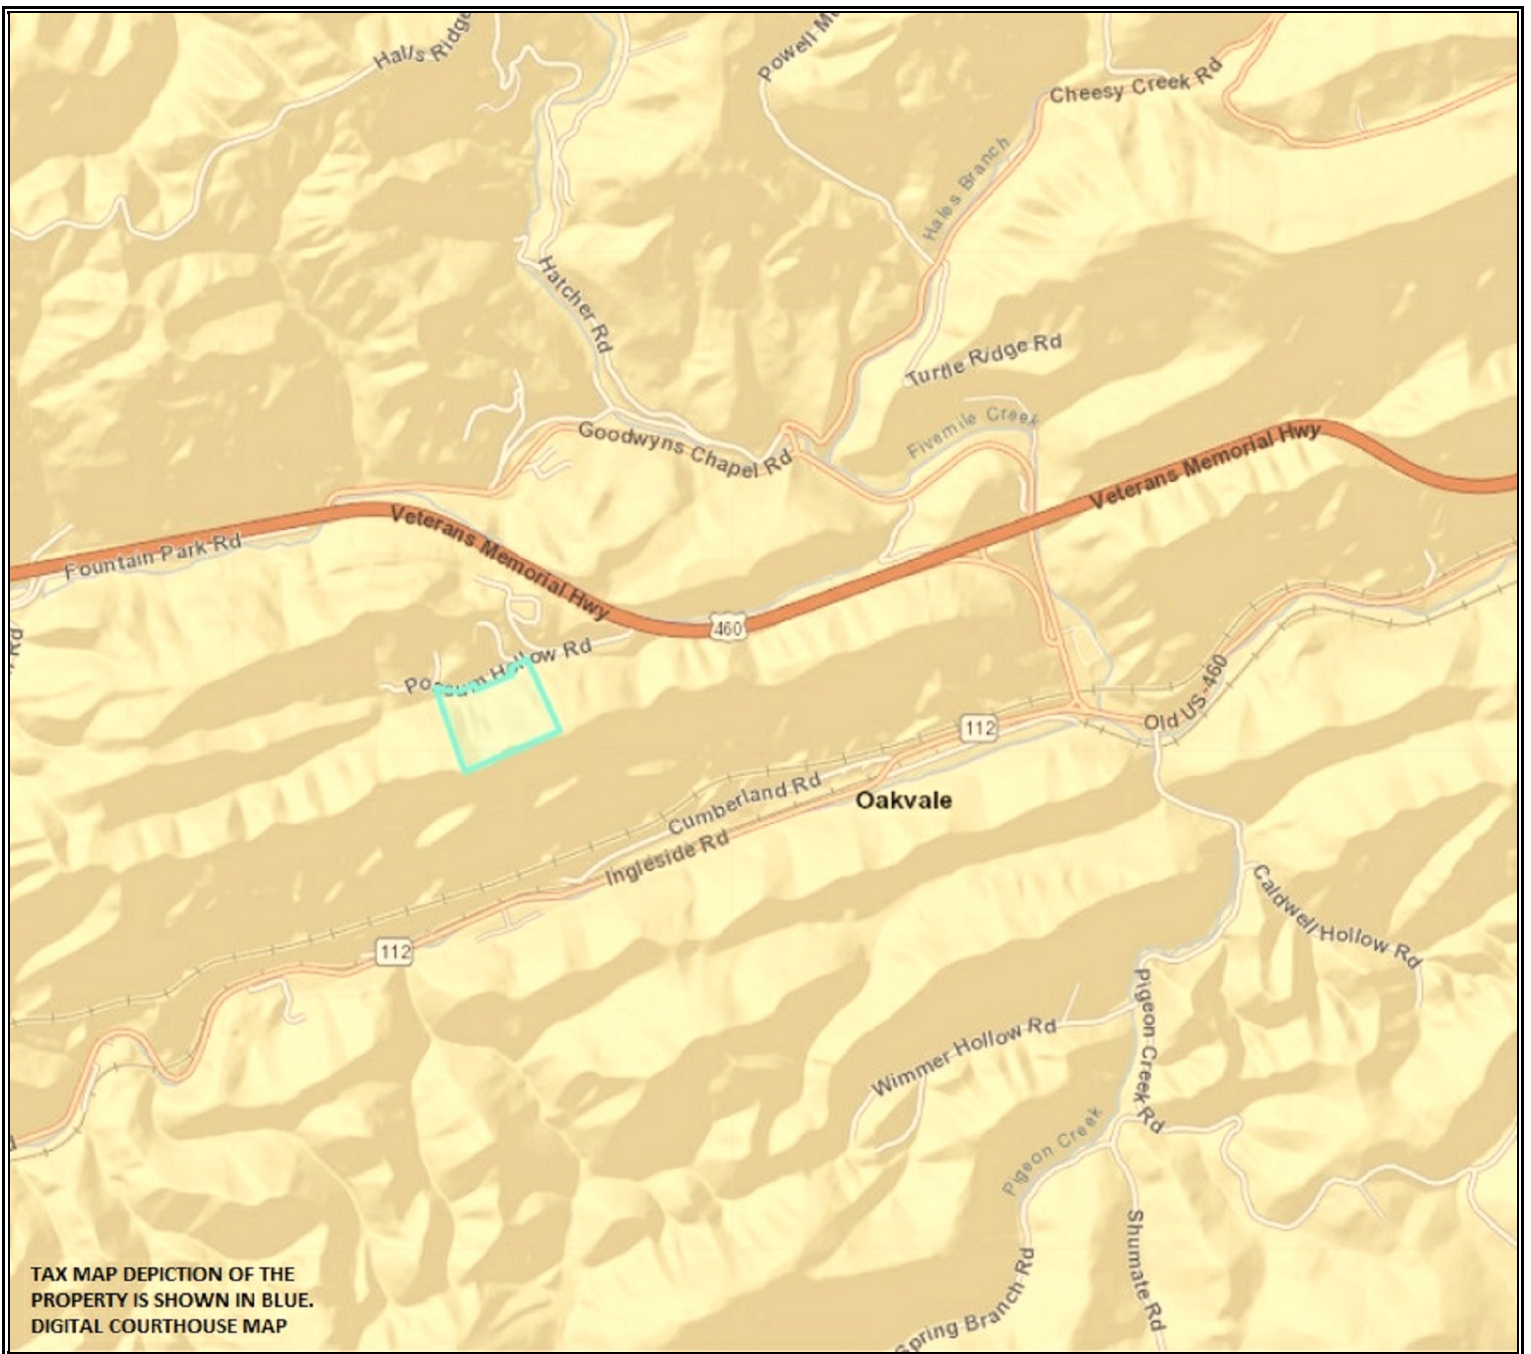 Halls Ridge
Powell M
Cheesy Creek Rd
Hales Branch
Hatcher Rd
Turtle Ridge Rd
Fivemile Creek
Goodwyns Chapel Rd
Veterans Memorial Hwy
Veterans Memorial Hwy
Fountain Park Rd
460
Rd
Possum Hollow Rd
Old US-460
112
Cumberland Rd
Oakvale
Ingleside Rd
Caldwell Hollow Rd
112
Pigeon Creek Rd
Wimmer Hollow Rd
Pigeon Creek
Shumate Rd
Spring Branch Rd
TAX MAP DEPICTION OF THE
PROPERTY IS SHOWN IN BLUE.
DIGITAL COURTHOUSE MAP